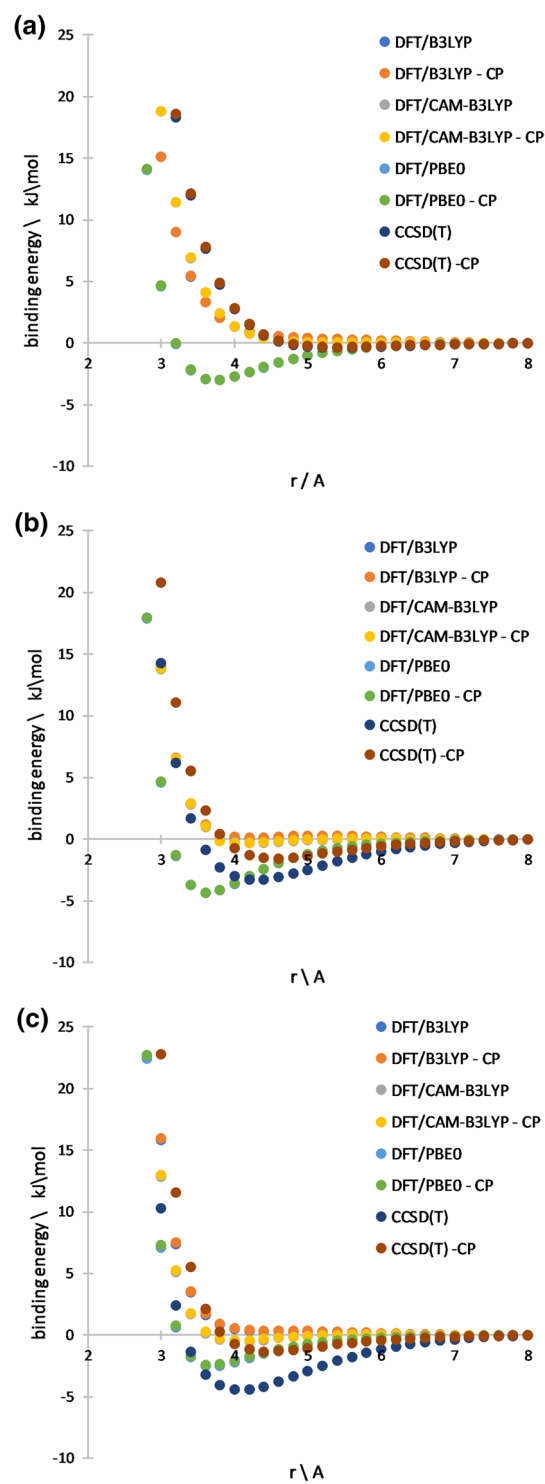 (a)
25
20
15
10
5
0
-5
-10
2
3
4
5
6
7
8
binding energy \ kJ\mol
r / A
DFT/B3LYP
DFT/B3LYP - CP
DFT/CAM-B3LYP
DFT/CAM-B3LYP - CP
DFT/PBE0
DFT/PBE0 - CP
CCSD(T)
CCSD(T) -CP
(b)
25
20
15
10
5
0
-5
-10
2
3
4
5
6
7
8
binding energy \ kJ\mol
r \ A
DFT/B3LYP
DFT/B3LYP - CP
DFT/CAM-B3LYP
DFT/CAM-B3LYP - CP
DFT/PBE0
DFT/PBE0 - CP
CCSD(T)
CCSD(T) -CP
(c)
25
20
15
10
5
0
-5
-10
2
3
4
5
6
7
8
binding energy \ kJ\mol
r \ A
DFT/B3LYP
DFT/B3LYP - CP
DFT/CAM-B3LYP
DFT/CAM-B3LYP - CP
DFT/PBE0
DFT/PBE0 - CP
CCSD(T)
CCSD(T) -CP